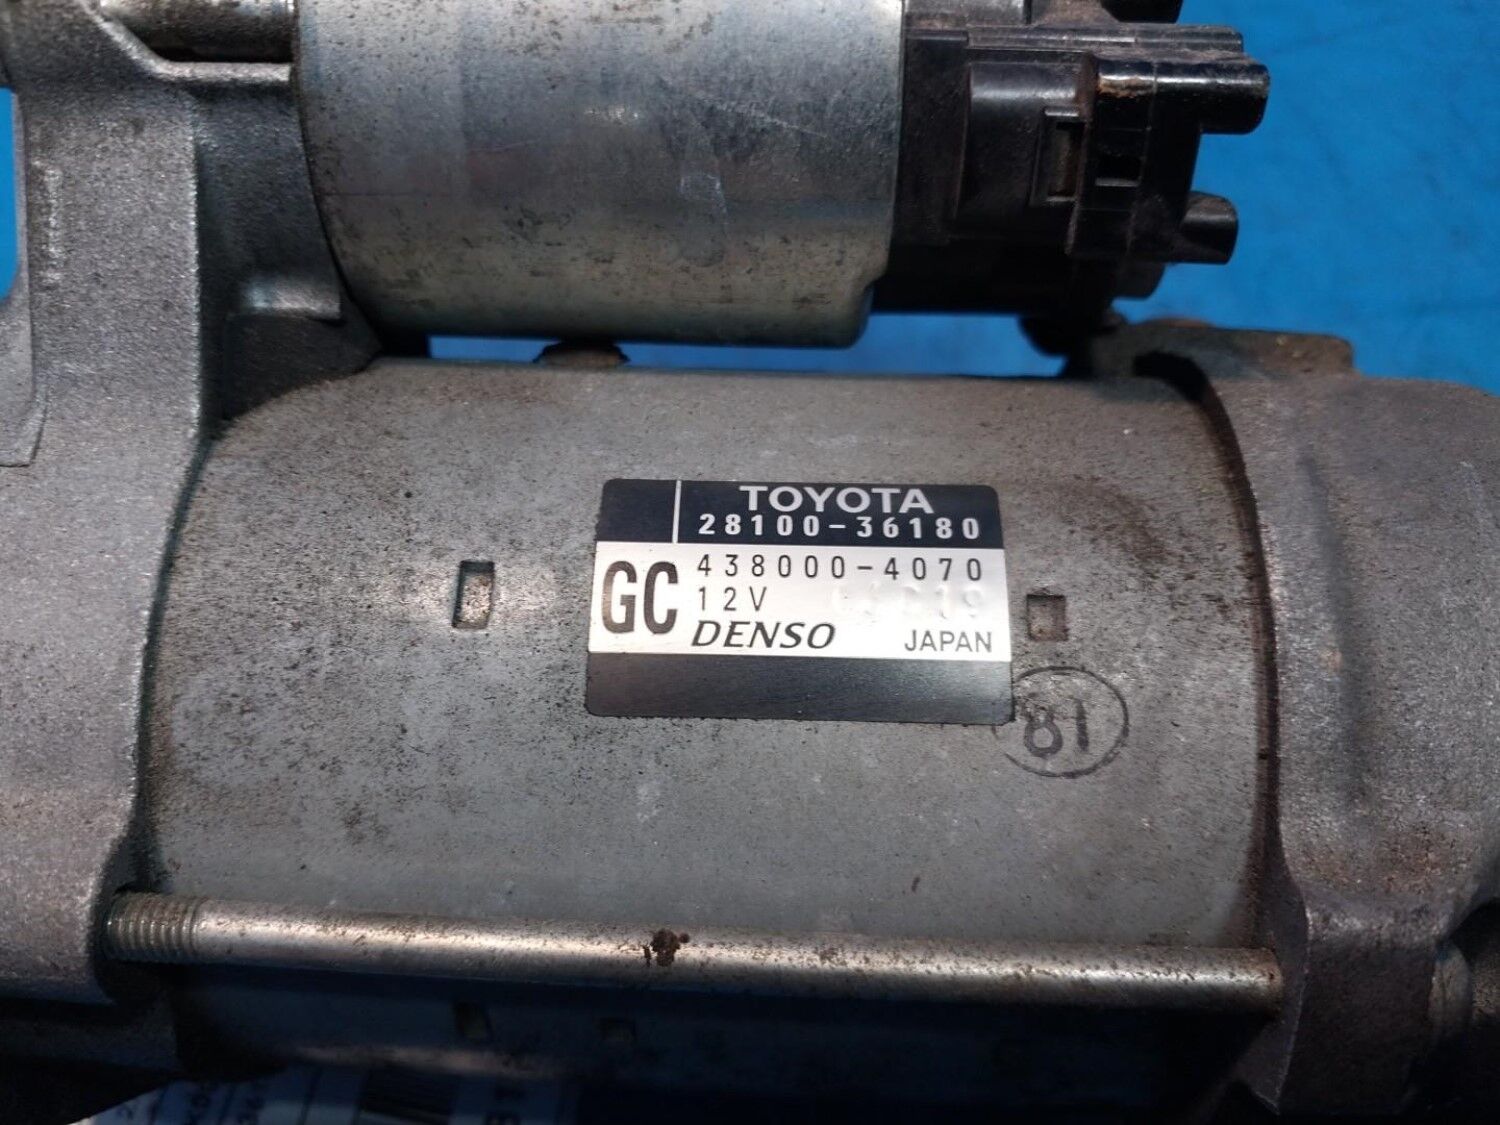 TOYOTA
28100-36180
GC
438000-4070
12V
DENSO JAPAN
81